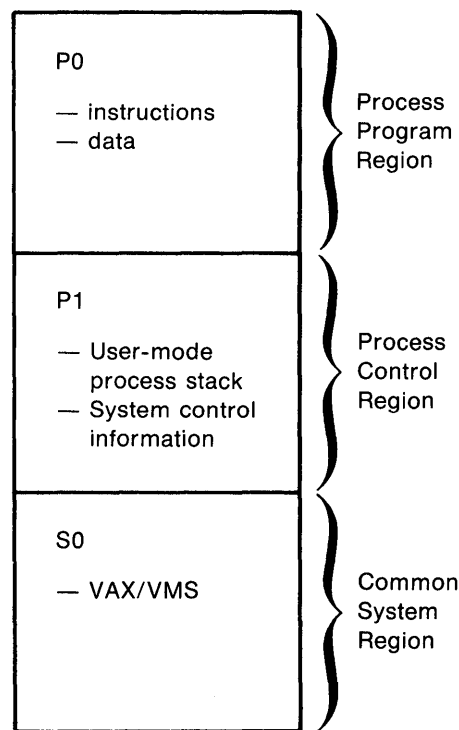 P0
— instructions
— data
Process
Program
Region
P1
— User-mode
process stack
— System control
information
Process
Control
Region
S0
— VAX/VMS
Common
System
Region